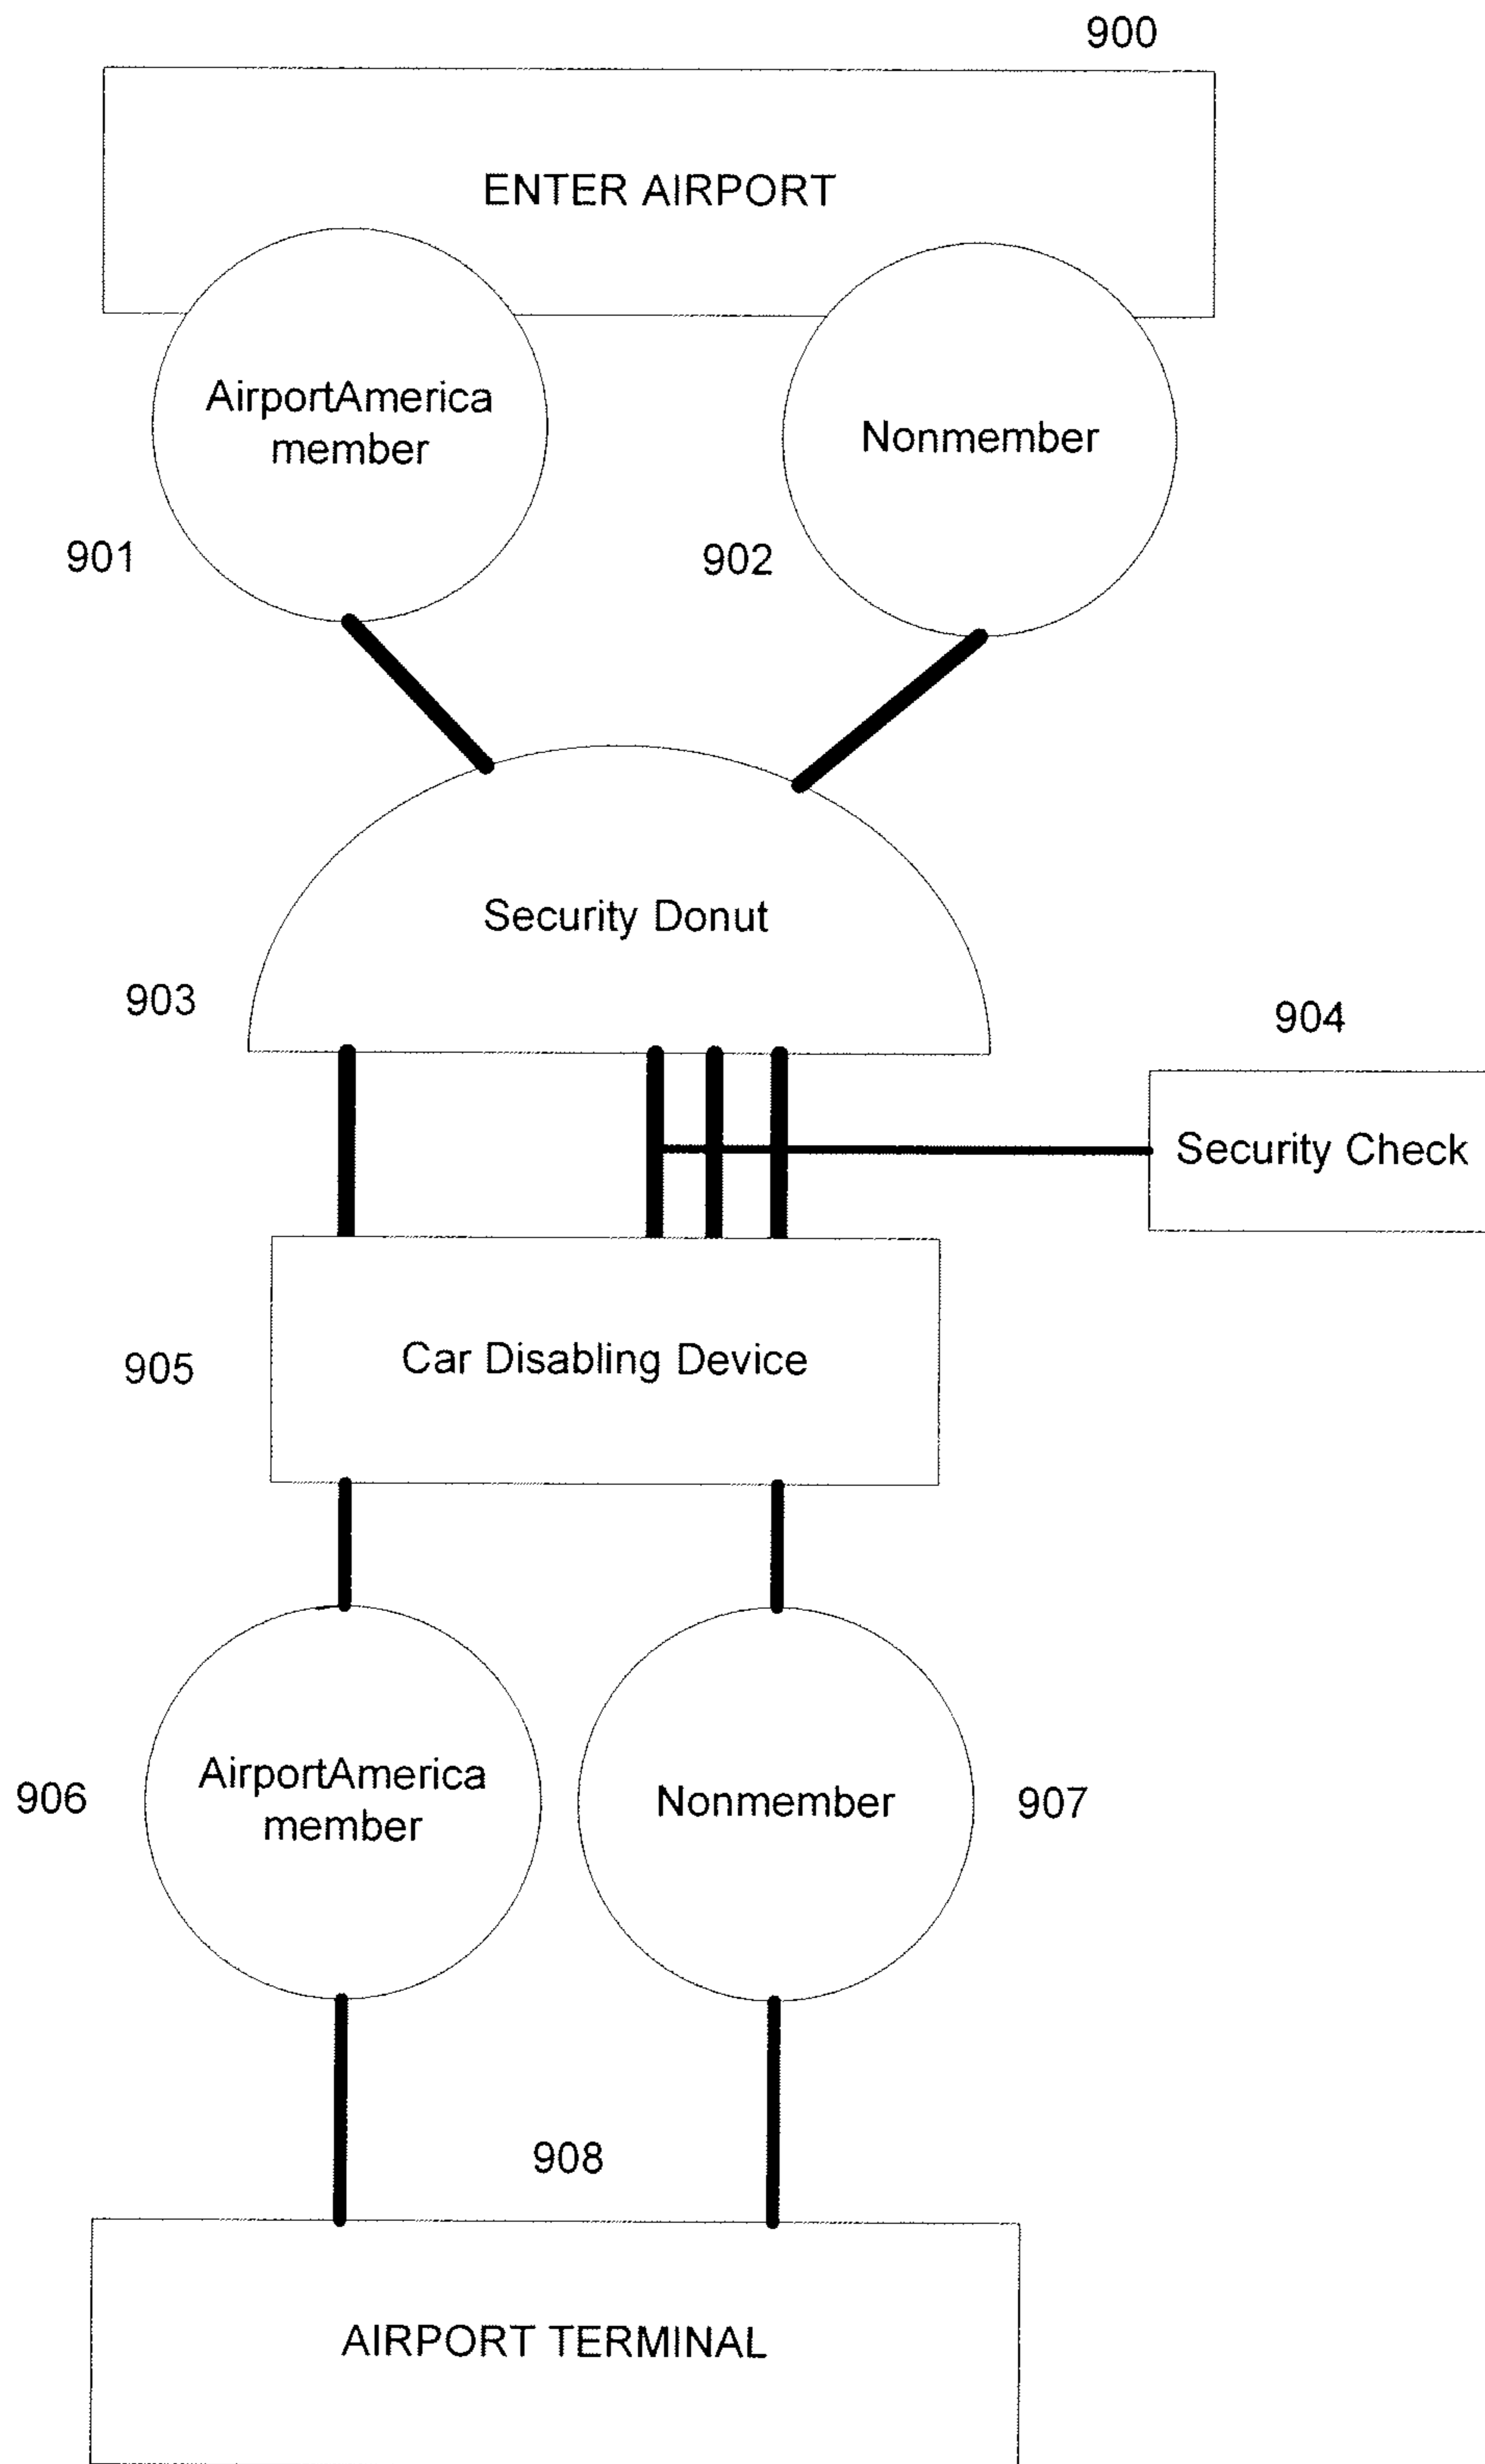 900
ENTER AIRPORT
AirportAmerica
member
Nonmember
901
902
Security Donut
903
904
Security Check
Car Disabling Device
905
AirportAmerica
member
Nonmember
906
907
908
AIRPORT TERMINAL